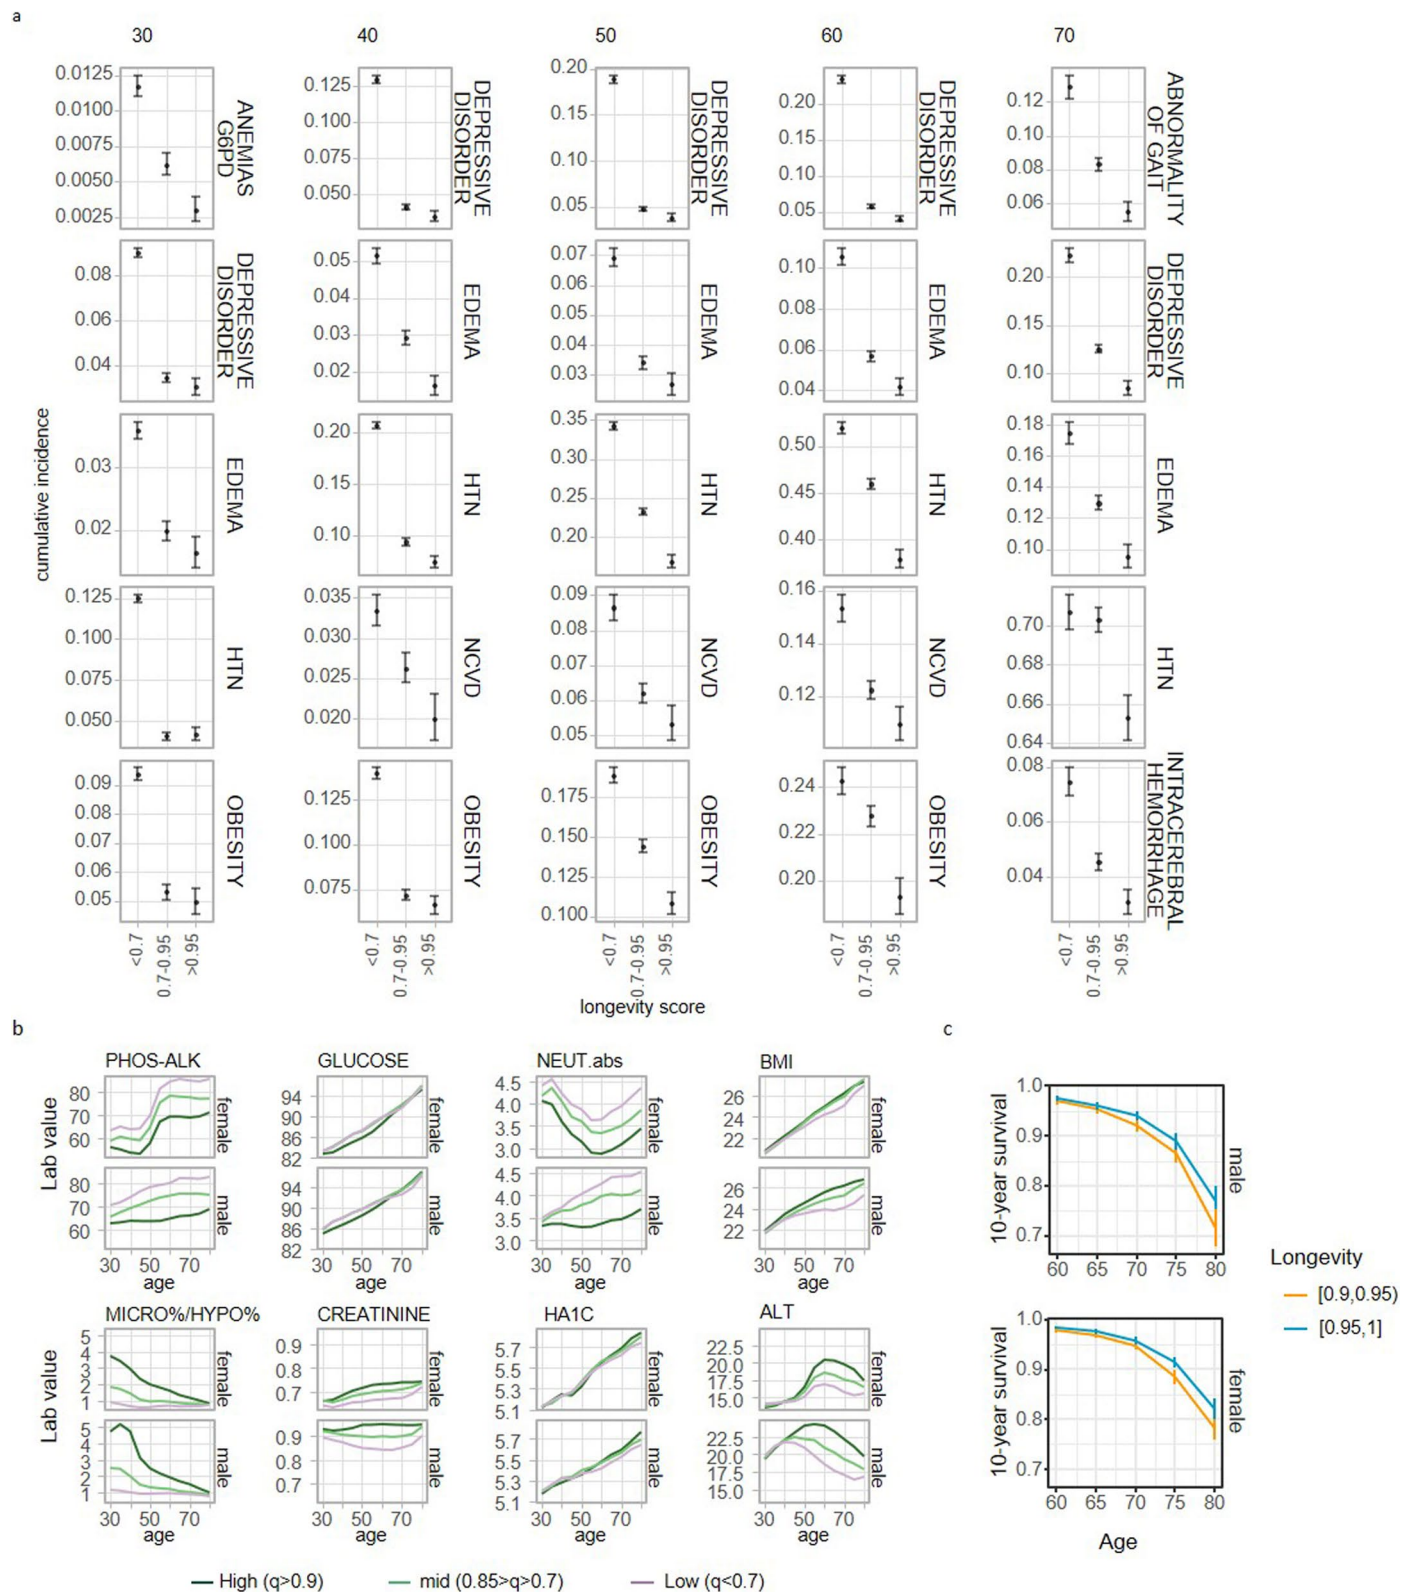 a
30 40 50 60 70
0.0125
0.0100
0.0075
0.0050
0.0025
ANEMIAS
G6PD
0.125
0.100
0.075
0.050
DEPRESSIVE
DISORDER
0.20
0.15
0.10
0.05
DEPRESSIVE
DISORDER
0.20
0.15
0.10
0.05
DEPRESSIVE
DISORDER
0.12
0.10
0.08
0.06
ABNORMALITY
OF GAIT
0.08
0.06
0.04
DEPRESSIVE
DISORDER
0.05
0.04
0.03
0.02
EDEMA
0.07
0.06
0.05
0.04
0.03
EDEMA
0.10
0.08
0.06
0.04
EDEMA
0.20
0.15
0.10
DEPRESSIVE
DISORDER
cumulative incidence
0.03
0.02
EDEMA
0.20
0.15
0.10
HTN
0.35
0.30
0.25
0.20
HTN
0.50
0.45
0.40
HTN
0.18
0.16
0.14
0.12
0.10
EDEMA
0.125
0.100
0.075
0.050
HTN
0.035
0.030
0.025
0.020
NCVD
0.09
0.08
0.07
0.06
0.05
NCVD
0.16
0.14
0.12
NCVD
0.70
0.68
0.66
0.64
HTN
0.09
0.08
0.07
0.06
0.05
OBESITY
0.125
0.100
0.075
OBESITY
0.175
0.150
0.125
0.100
OBESITY
0.24
0.22
0.20
OBESITY
0.08
0.06
0.04
INTRACEREBRAL
HEMORRHAGE
<0.7
0.7-0.95
>0.95
<0.7
0.7-0.95
>0.95
<0.7
0.7-0.95
>0.95
<0.7
0.7-0.95
>0.95
<0.7
0.7-0.95
>0.95
longevity score
b
PHOS-ALK
Lab value
80
70
60
female
80
70
60
male
30 50 70
age
GLUCOSE
94
90
86
82
female
94
90
86
82
male
30 50 70
age
NEUT.abs
4.5
4.0
3.5
3.0
female
4.5
4.0
3.5
3.0
male
30 50 70
age
BMI
26
24
22
female
26
24
22
male
30 50 70
age
MICRO%/HYPO%
Lab value
5
4
3
2
1
female
5
4
3
2
1
male
30 50 70
age
CREATININE
0.9
0.8
0.7
female
0.9
0.8
0.7
male
30 50 70
age
HA1C
5.7
5.5
5.3
5.1
female
5.7
5.5
5.3
5.1
male
30 50 70
age
ALT
22.5
20.0
17.5
15.0
female
22.5
20.0
17.5
15.0
male
30 50 70
age
High (q>0.9) mid (0.85>q>0.7) Low (q<0.7)
c
10-year survival
1.0
0.9
0.8
0.7
male
60 65 70 75 80
10-year survival
1.0
0.9
0.8
0.7
female
60 65 70 75 80
Age
Longevity
[0.9,0.95)
[0.95,1]